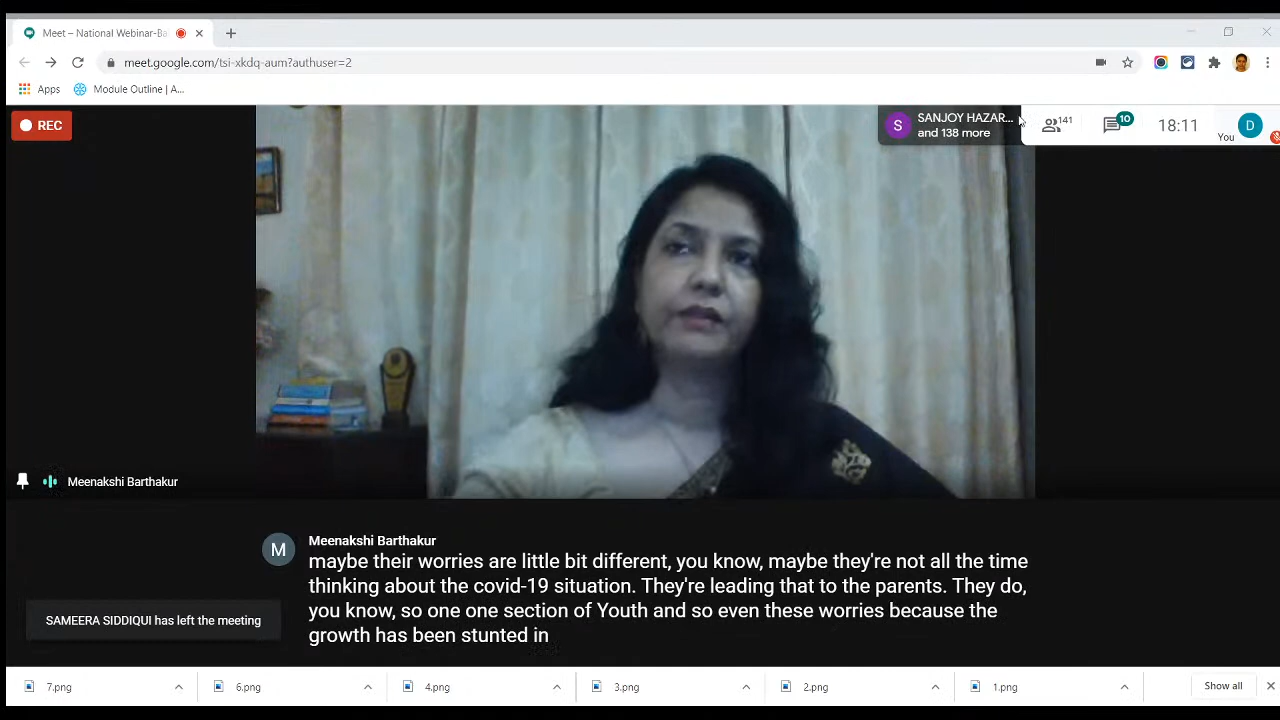 Meet – National Webinar-Ba
meet.google.com/tsi-xkdq-aum?authuser=2
Apps
Module Outline | A...
REC
S
SANJOY HAZAR...
and 138 more
141
10
18:11
You
D
Meenakshi Barthakur
M
Meenakshi Barthakur
maybe their worries are little bit different, you know, maybe they're not all the time
thinking about the covid-19 situation. They're leading that to the parents. They do,
you know, so one one section of Youth and so even these worries because the
growth has been stunted in
SAMEERA SIDDIQUI has left the meeting
7.png
6.png
4.png
3.png
2.png
1.png
Show all